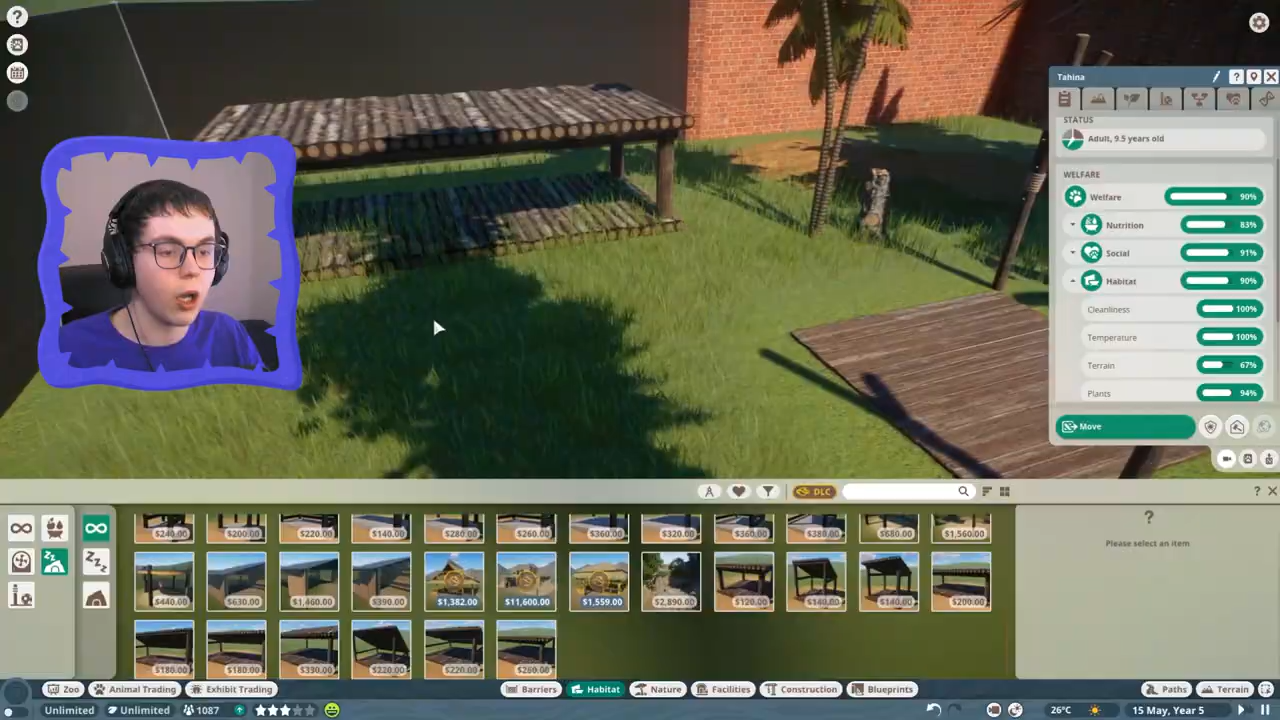 ?
Tahina
?
STATUS
Adult, 9.5 years old
WELFARE
Welfare 90%
Nutrition 83%
Social 91%
Habitat 90%
Cleanliness 100%
Temperature 100%
Terrain 67%
Plants 94%
Move
DLC
?
?
Please select an item
$240.00 $200.00 $220.00 $140.00 $280.00 $260.00 $360.00 $320.00 $360.00 $380.00 $680.00 $1,560.00
$440.00 $630.00 $1,460.00 $390.00 $1,382.00 $11,600.00 $1,559.00 $2,890.00 $120.00 $140.00 $140.00 $200.00
$180.00 $180.00 $390.00 $220.00 $220.00 $260.00
Zoo Animal Trading Exhibit Trading Barriers Habitat Nature Facilities Construction Blueprints Paths Terrain
Unlimited Unlimited 1087 26°C 15 May, Year 5